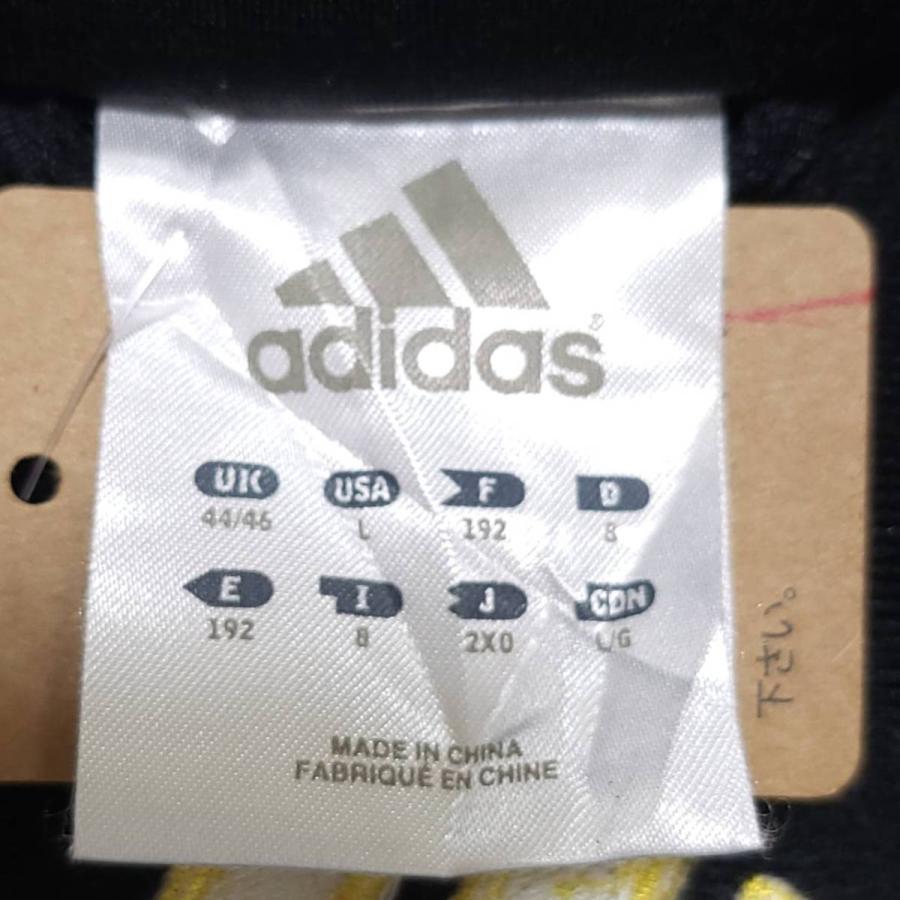 adidas®
UK USA F D
44/46 L 192 8
E I J CDN
192 8 2XO L/G
MADE IN CHINA
FABRIQUÉ EN CHINE
下さい。